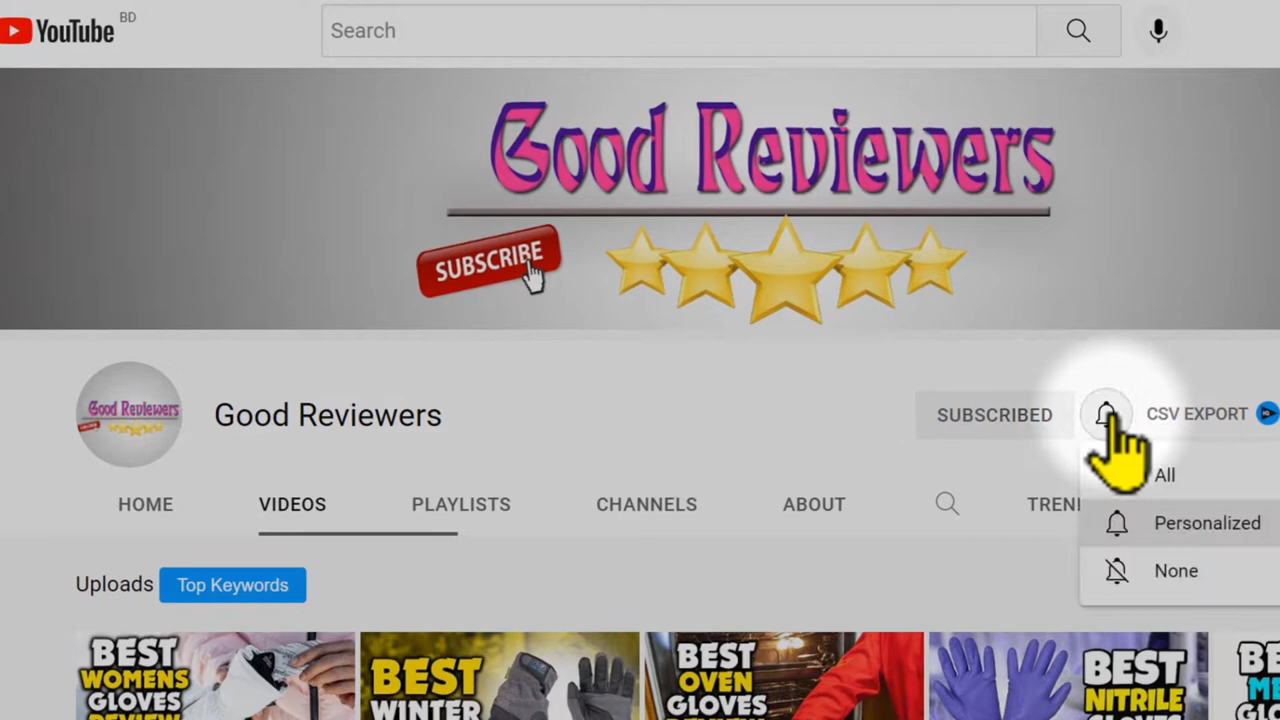 YouTube BD
Search
Good Reviewers
SUBSCRIBE
Good Reviewers
Good Reviewers
SUBSCRIBED
CSV EXPORT
All
HOME
VIDEOS
PLAYLISTS
CHANNELS
ABOUT
Personalized
None
Uploads
Top Keywords
BEST
WOMENS
GLOVES
REVIEW
BEST
WINTER
BEST
OVEN
GLOVES
BEST
NITRILE